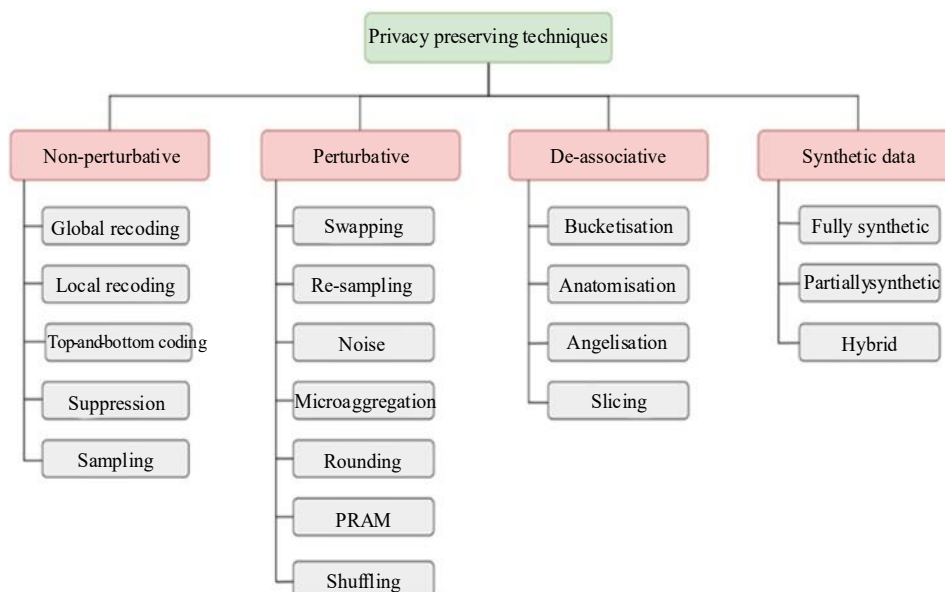 Privacy preserving techniques
Non-perturbative
Global recoding
Local recoding
Top-and-bottom coding
Suppression
Sampling
Perturbative
Swapping
Re-sampling
Noise
Microaggregation
Rounding
PRAM
Shuffling
De-associative
Bucketisation
Anatomisation
Angelisation
Slicing
Synthetic data
Fully synthetic
Partiallysynthetic
Hybrid